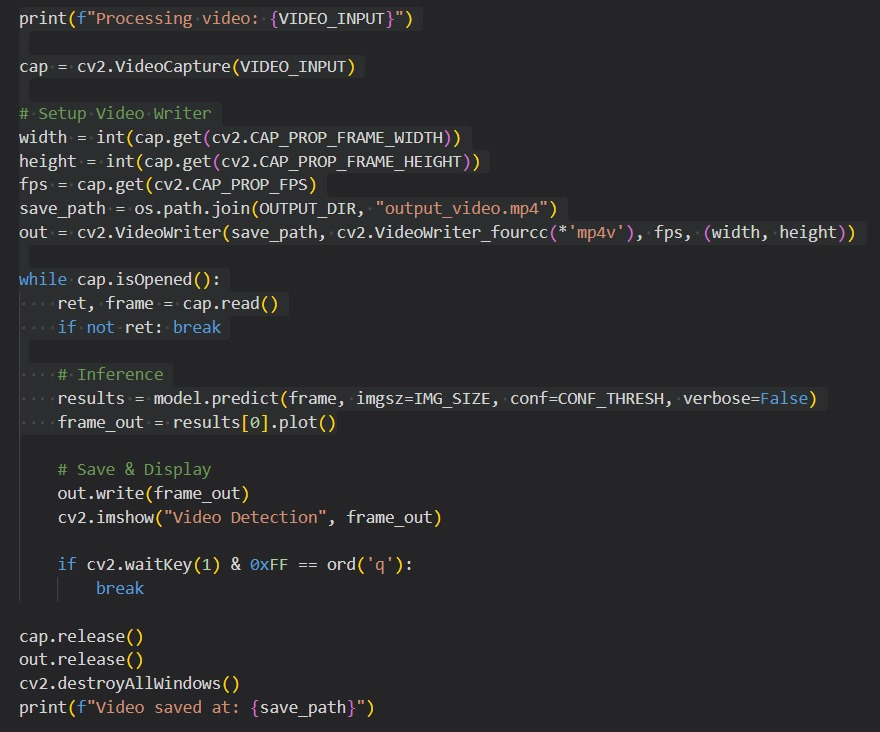 print(f"Processing video: {VIDEO_INPUT}")
cap = cv2.VideoCapture(VIDEO_INPUT)
# Setup Video Writer
width = int(cap.get(cv2.CAP_PROP_FRAME_WIDTH))
height = int(cap.get(cv2.CAP_PROP_FRAME_HEIGHT))
fps = cap.get(cv2.CAP_PROP_FPS)
save_path = os.path.join(OUTPUT_DIR, "output_video.mp4")
out = cv2.VideoWriter(save_path, cv2.VideoWriter_fourcc(*'mp4v'), fps, (width, height))
while cap.isOpened():
    ret, frame = cap.read()
    if not ret: break
    # Inference
    results = model.predict(frame, imgsz=IMG_SIZE, conf=CONF_THRESH, verbose=False)
    frame_out = results[0].plot()
    # Save & Display
    out.write(frame_out)
    cv2.imshow("Video Detection", frame_out)
    if cv2.waitKey(1) & 0xFF == ord('q'):
        break
cap.release()
out.release()
cv2.destroyAllWindows()
print(f"Video saved at: {save_path}")